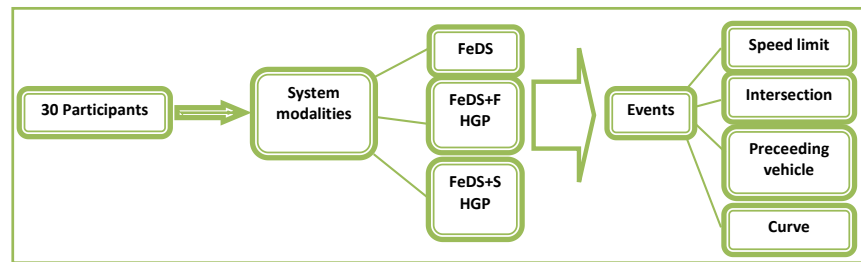 30 Participants
System
modalities
FeDS
FeDS+F
HGP
FeDS+S
HGP
Events
Speed limit
Intersection
Preceeding
vehicle
Curve